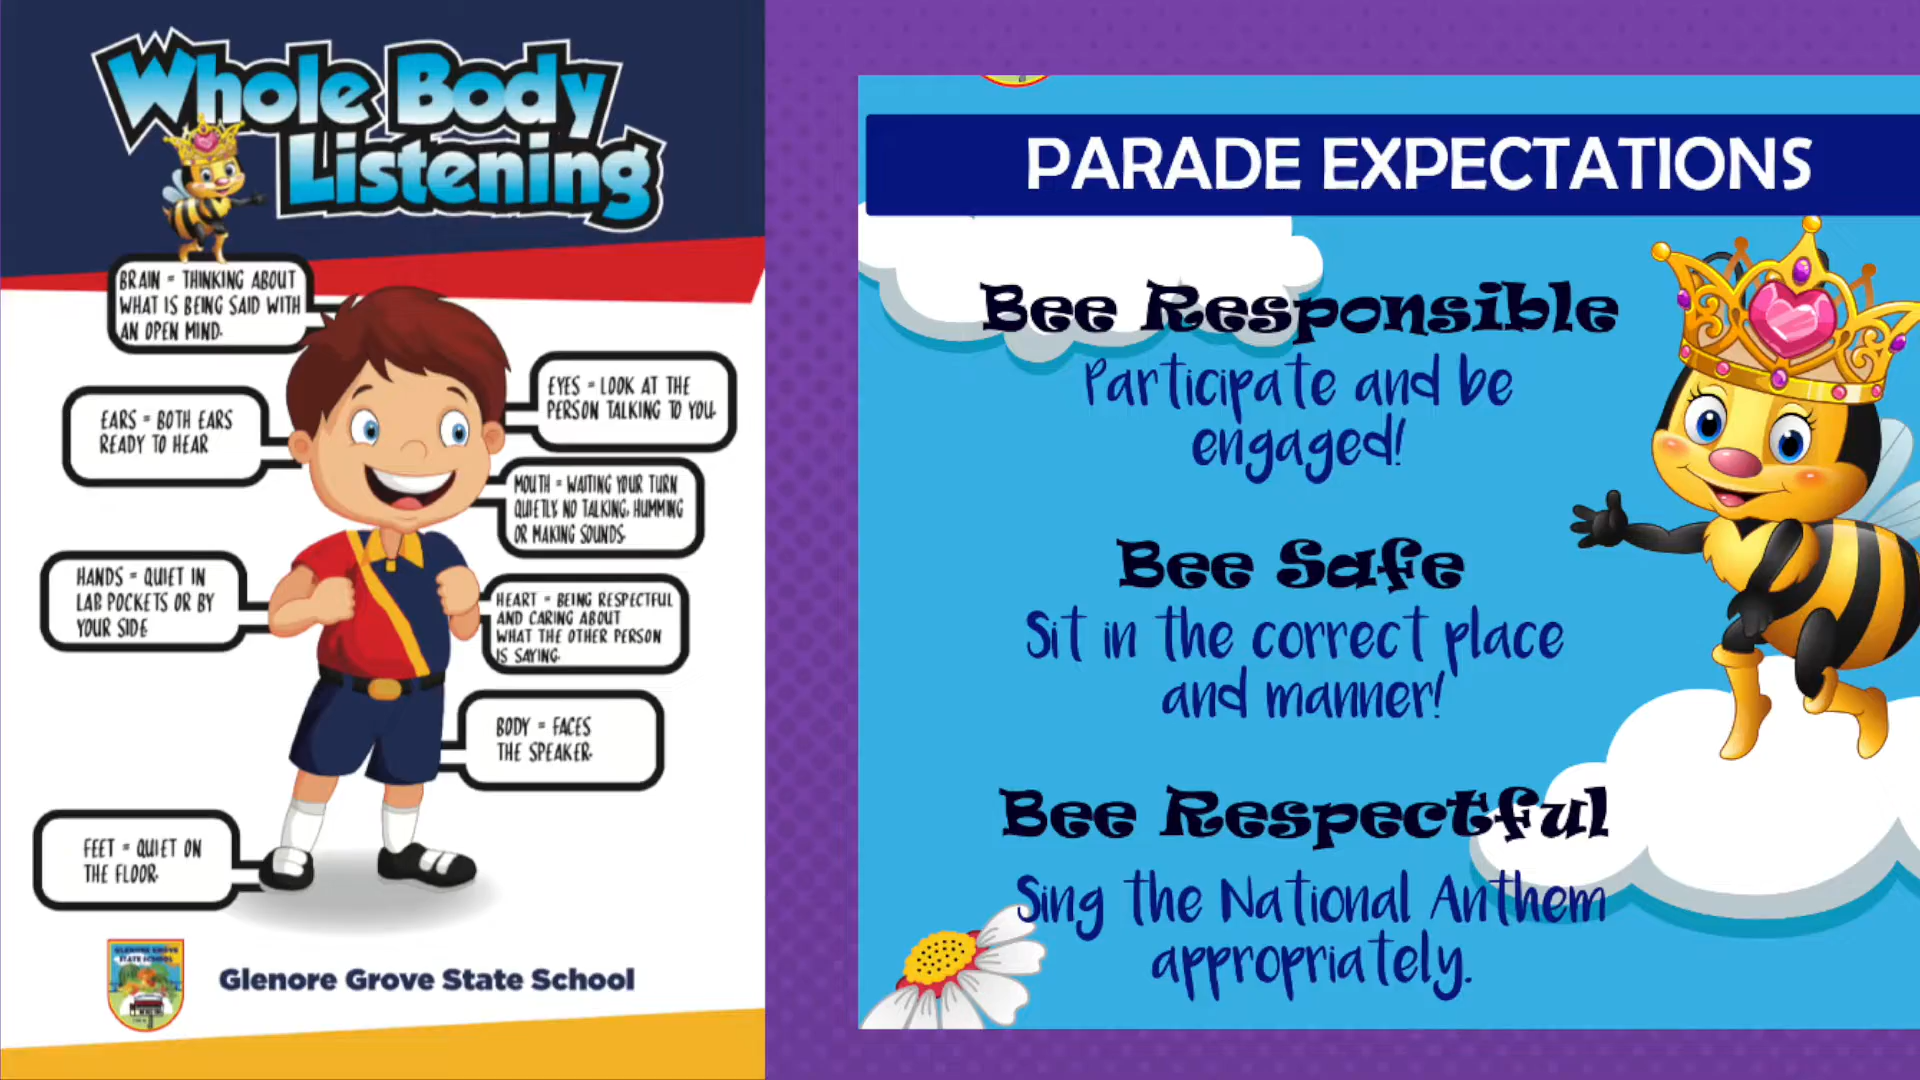 Whole Body
Listening
BRAIN = THINKING ABOUT
WHAT IS BEING SAID WITH
AN OPEN MIND.
EYES = LOOK AT THE
PERSON TALKING TO YOU.
EARS = BOTH EARS
READY TO HEAR
MOUTH = WAITING YOUR TURN
QUIETLY. NO TALKING, HUMMING
OR MAKING SOUNDS.
HANDS = QUIET IN
LAP, POCKETS OR BY
YOUR SIDE
HEART = BEING RESPECTFUL
AND CARING ABOUT
WHAT THE OTHER PERSON
IS SAYING.
BODY = FACES
THE SPEAKER.
FEET = QUIET ON
THE FLOOR.
GLENORE GROVE
STATE SCHOOL
Glenore Grove State School
PARADE EXPECTATIONS
Bee Responsible
Participate and be
engaged!
Bee Safe
Sit in the correct place
and manner!
Bee Respectful
Sing the National Anthem
appropriately.